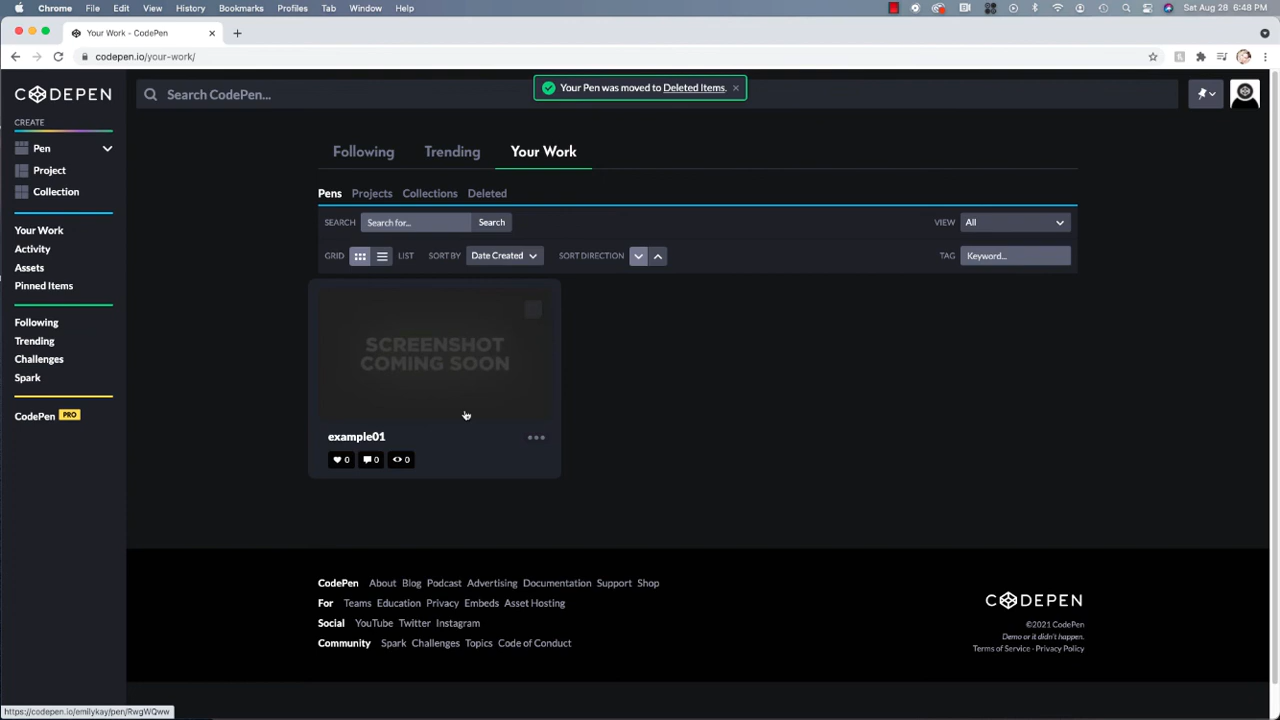 Chrome File Edit View History Bookmarks Profiles Tab Window Help Sat Aug 28 6:48 PM
Your Work - CodePen
codepen.io/your-work/
CODEPEN
Search CodePen...
Your Pen was moved to Deleted Items.
CREATE
Pen
Project
Collection
Your Work
Activity
Assets
Pinned Items
Following
Trending
Challenges
Spark
CodePen PRO
Following Trending Your Work
Pens Projects Collections Deleted
SEARCH Search for... Search VIEW All
GRID LIST SORT BY Date Created SORT DIRECTION TAG Keyword...
SCREENSHOT
COMING SOON
example01
0 0 0
CodePen About Blog Podcast Advertising Documentation Support Shop
For Teams Education Privacy Embeds Asset Hosting
Social YouTube Twitter Instagram
Community Spark Challenges Topics Code of Conduct
CODEPEN
©2021 CodePen
Demo or it didn't happen.
Terms of Service - Privacy Policy
https://codepen.io/emilykay/pen/RwgWQww